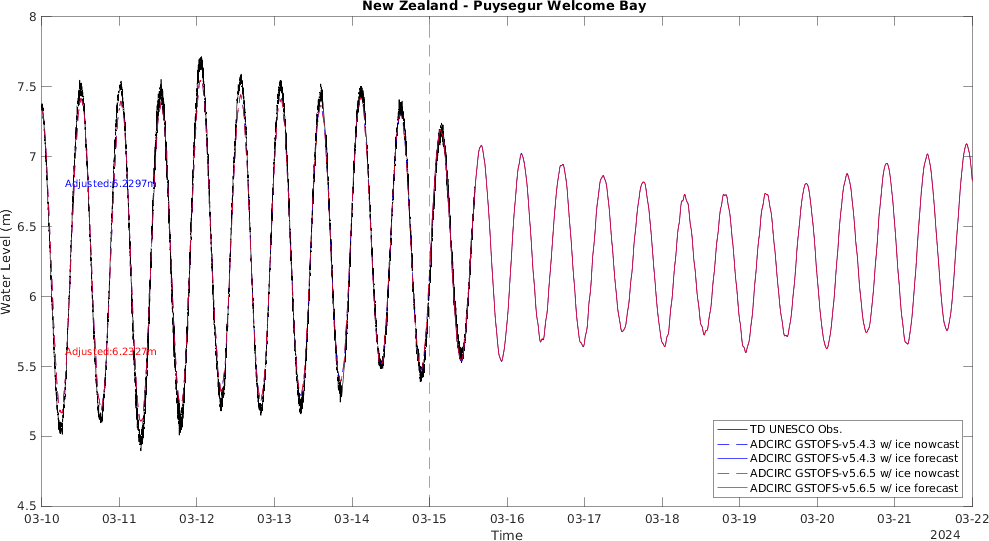 New Zealand - Puysegur Welcome Bay
8
7.5
7
6.5
6
5.5
5
4.5
Water Level (m)
Adjusted:6.2297m
Adjusted:6.2327m
TD UNESCO Obs.
ADCIRC GSTOFS-v5.4.3 w/ ice nowcast
ADCIRC GSTOFS-v5.4.3 w/ ice forecast
ADCIRC GSTOFS-v5.6.5 w/ ice nowcast
ADCIRC GSTOFS-v5.6.5 w/ ice forecast
03-10 03-11 03-12 03-13 03-14 03-15 03-16 03-17 03-18 03-19 03-20 03-21 03-22
Time
2024